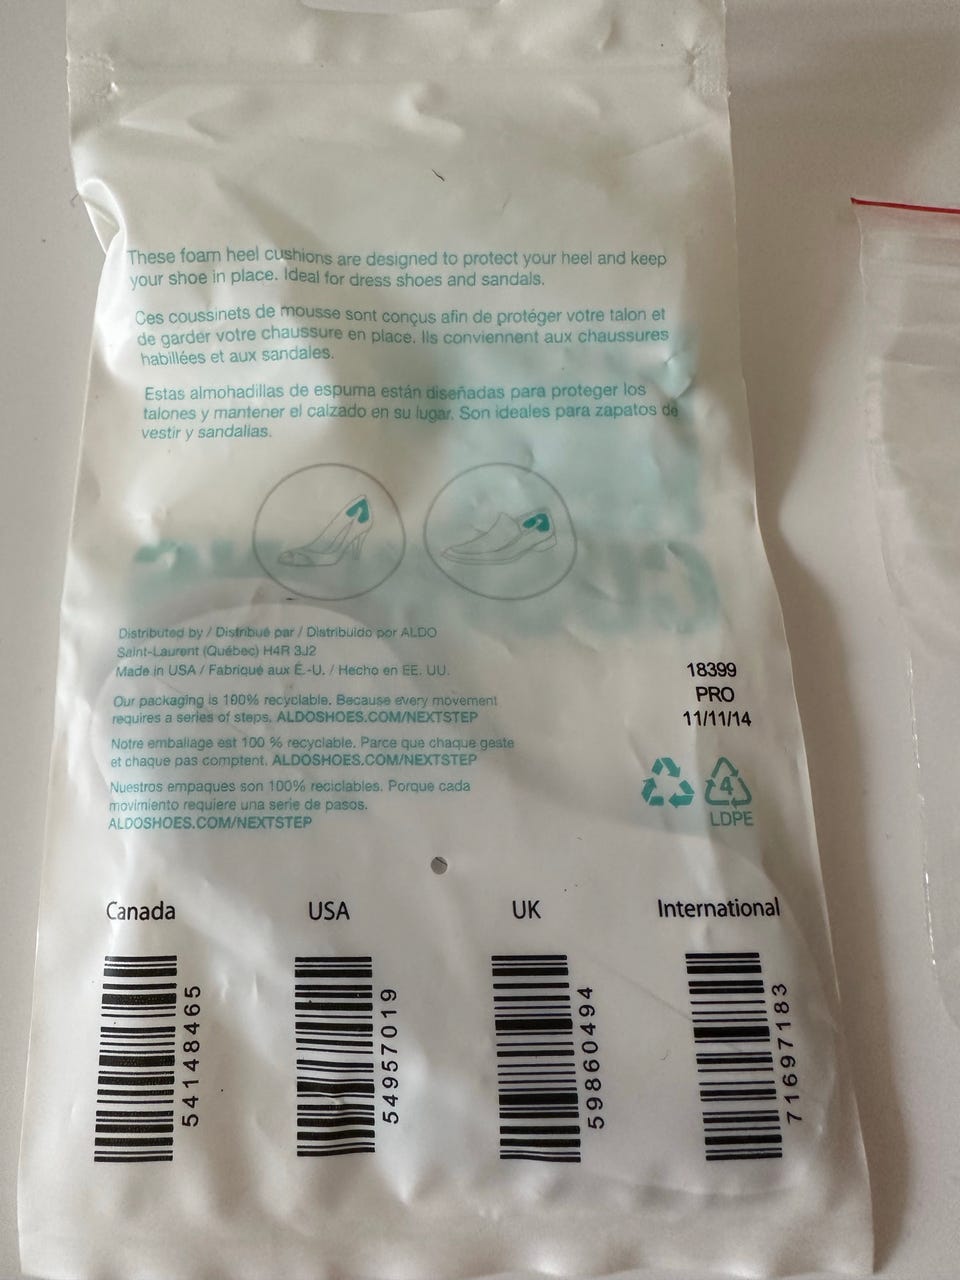 These foam heel cushions are designed to protect your heel and keep
your shoe in place. Ideal for dress shoes and sandals.
Ces coussinets de mousse sont conçus afin de protéger votre talon et
de garder votre chaussure en place. Ils conviennent aux chaussures
habillées et aux sandales.
Estas almohadillas de espuma están diseñadas para proteger los
talones y mantener el calzado en su lugar. Son ideales para zapatos de
vestir y sandalias.
Distributed by / Distribué par / Distribuido por ALDO
Saint-Laurent (Québec) H4R 3J2
Made in USA / Fabriqué aux É.-U. / Hecho en EE. UU.
Our packaging is 100% recyclable. Because every movement
requires a series of steps. ALDOSHOES.COM/NEXTSTEP
Notre emballage est 100 % recyclable. Parce que chaque geste
et chaque pas comptent. ALDOSHOES.COM/NEXTSTEP
Nuestros empaques son 100% reciclables. Porque cada
movimiento requiere una serie de pasos.
ALDOSHOES.COM/NEXTSTEP
18399
PRO
11/11/14
4
LDPE
Canada
USA
UK
International
54148465
54957019
59860494
71697183